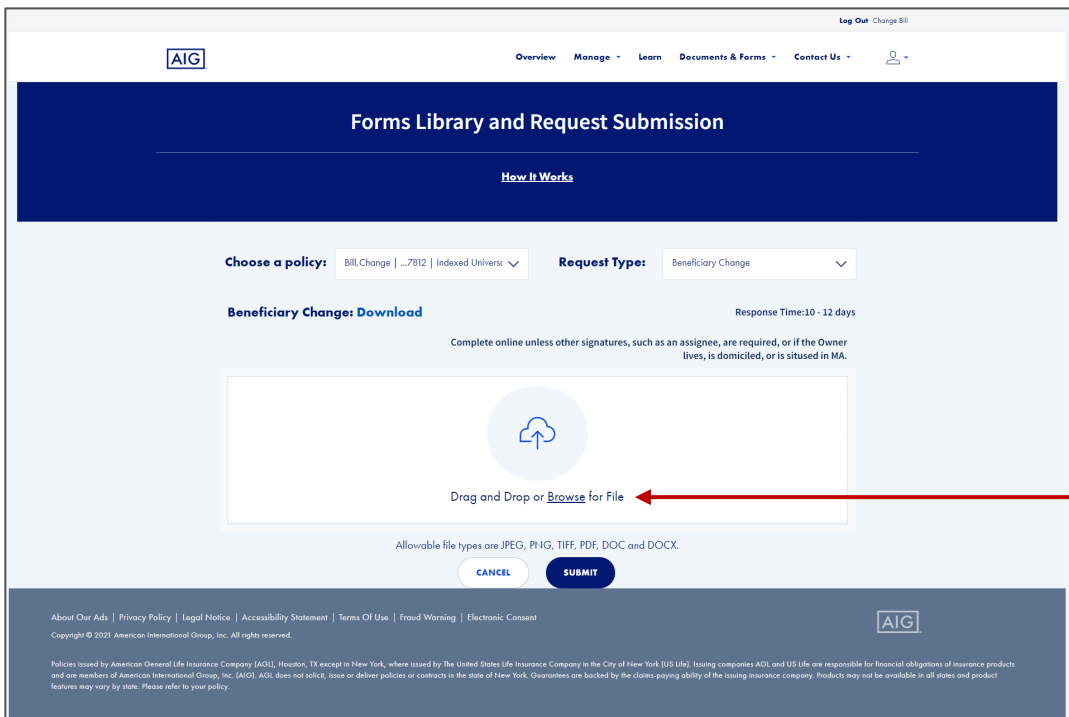 Log Out Change Bill
AIG
Overview Manage Learn Documents & Forms Contact Us
Forms Library and Request Submission
How It Works
Choose a policy: Bill,Change | ...7812 | Indexed Universa Request Type: Beneficiary Change
Beneficiary Change: Download Response Time:10 - 12 days
Complete online unless other signatures, such as an assignee, are required, or if the Owner
lives, is domiciled, or is sitused in MA.
Drag and Drop or Browse for File
Allowable file types are JPEG, PNG, TIFF, PDF, DOC and DOCX.
CANCEL SUBMIT
About Our Ads | Privacy Policy | Legal Notice | Accessibility Statement | Terms Of Use | Fraud Warning | Electronic Consent
AIG
Copyright © 2021 American International Group, Inc. All rights reserved.
Policies issued by American General Life Insurance Company (AGL), Houston, TX except in New York, where issued by The United States Life Insurance Company in the City of New York (US Life). Issuing companies AGL and US Life are responsible for financial obligations of insurance products
and are members of American International Group, Inc. (AIG). AGL does not solicit, issue or deliver policies or contracts in the state of New York. Guarantees are backed by the claims-paying ability of the issuing insurance company. Products may not be available in all states and product
features may vary by state. Please refer to your policy.